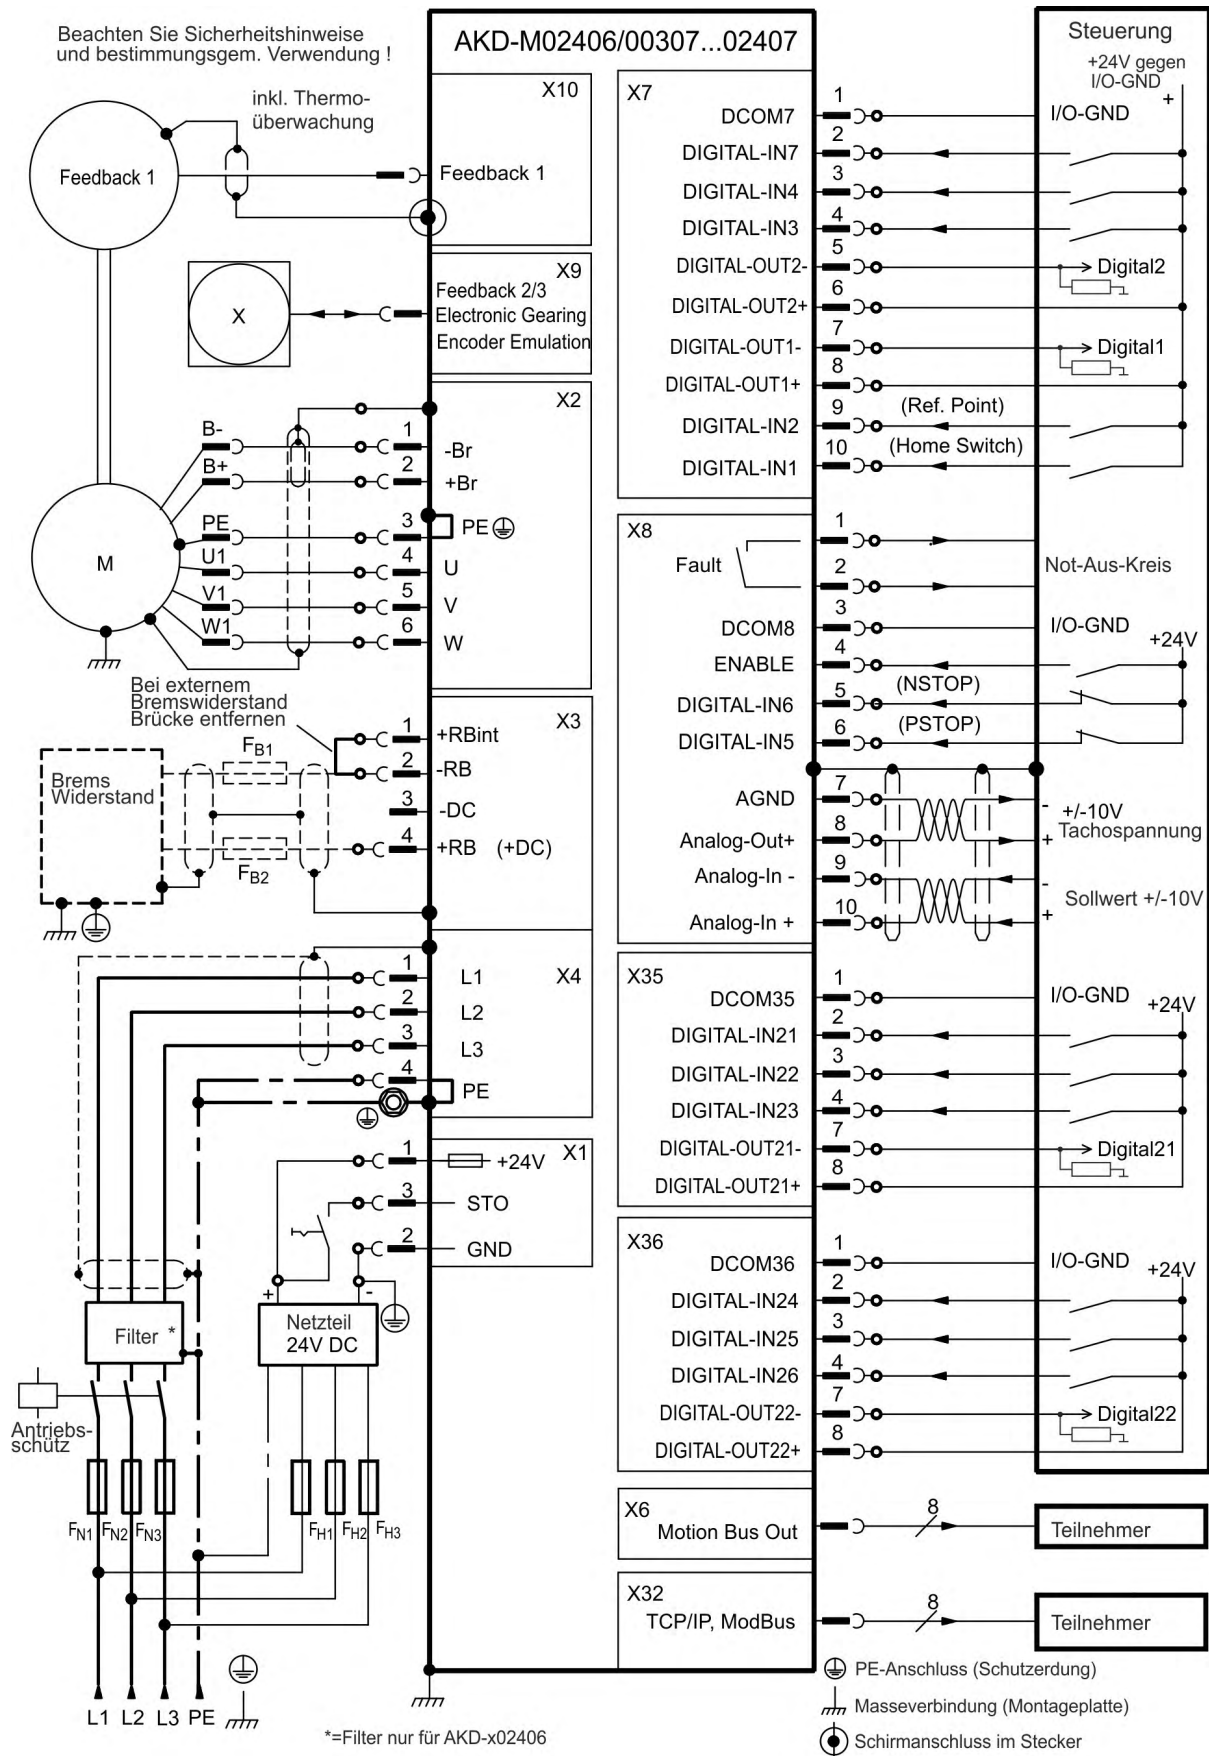 Beachten Sie Sicherheitshinweise
und bestimmungsgem. Verwendung !
AKD-M02406/00307...02407
Steuerung
+24V gegen
I/O-GND
+
inkl. Thermo-
überwachung
Feedback 1
X10
Feedback 1
X
X9
Feedback 2/3
Electronic Gearing
Encoder Emulation
X2
B- 1 -Br
B+ 2 +Br
PE 3 PE
U1 4 U
V1 5 V
W1 6 W
M
Bei externem
Bremswiderstand
Brücke entfernen
X3
1 +RBint
2 -RB
3 -DC
4 +RB (+DC)
FB1
FB2
Brems
Widerstand
X4
1 L1
2 L2
3 L3
4 PE
X1
1 +24V
3 STO
2 GND
+ -
Netzteil
24V DC
Filter *
Antriebs-
schütz
FN1 FN2 FN3 FH1 FH2 FH3
L1 L2 L3 PE
*=Filter nur für AKD-x02406
X7
DCOM7 1 I/O-GND
DIGITAL-IN7 2
DIGITAL-IN4 3
DIGITAL-IN3 4
DIGITAL-OUT2- 5 Digital2
DIGITAL-OUT2+ 6
DIGITAL-OUT1- 7 Digital1
DIGITAL-OUT1+ 8
DIGITAL-IN2 9 (Ref. Point)
DIGITAL-IN1 10 (Home Switch)
X8
Fault 1
2
Not-Aus-Kreis
DCOM8 3 I/O-GND
+24V
ENABLE 4
DIGITAL-IN6 5 (NSTOP)
DIGITAL-IN5 6 (PSTOP)
AGND 7 -
+/-10V
Tachospannung
Analog-Out+ 8 +
Analog-In - 9 -
Sollwert +/-10V
Analog-In + 10 +
X35
DCOM35 1 I/O-GND
+24V
DIGITAL-IN21 2
DIGITAL-IN22 3
DIGITAL-IN23 4
DIGITAL-OUT21- 7 Digital21
DIGITAL-OUT21+ 8
X36
DCOM36 1 I/O-GND
+24V
DIGITAL-IN24 2
DIGITAL-IN25 3
DIGITAL-IN26 4
DIGITAL-OUT22- 7 Digital22
DIGITAL-OUT22+ 8
X6
Motion Bus Out 8 Teilnehmer
X32
TCP/IP, ModBus 8 Teilnehmer
PE-Anschluss (Schutzerdung)
Masseverbindung (Montageplatte)
Schirmanschluss im Stecker